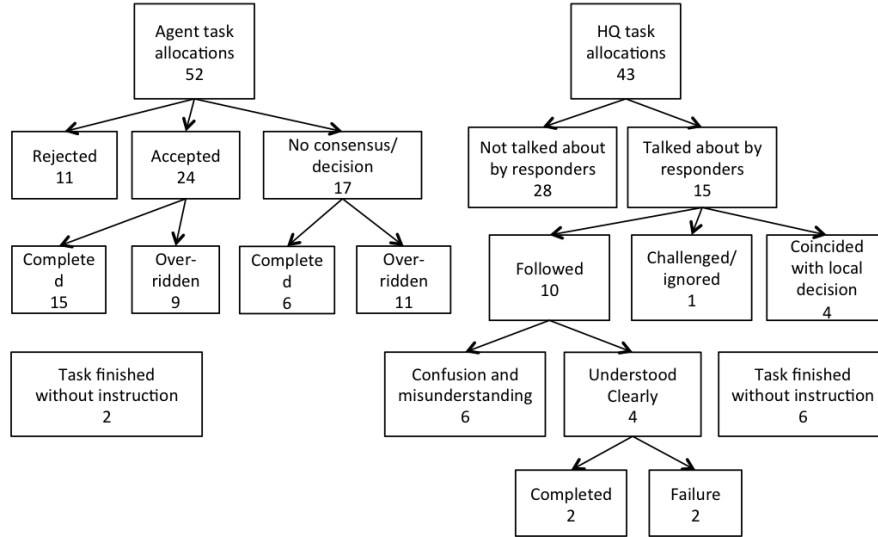 Agent task
allocations
52
Rejected
11
Accepted
24
No consensus/
decision
17
Complete
d
15
Over-
ridden
9
Complete
d
6
Over-
ridden
11
Task finished
without instruction
2
HQ task
allocations
43
Not talked about
by responders
28
Talked about by
responders
15
Followed
10
Challenged/
ignored
1
Coincided
with local
decision
4
Confusion and
misunderstanding
6
Understood
Clearly
4
Task finished
without instruction
6
Completed
2
Failure
2